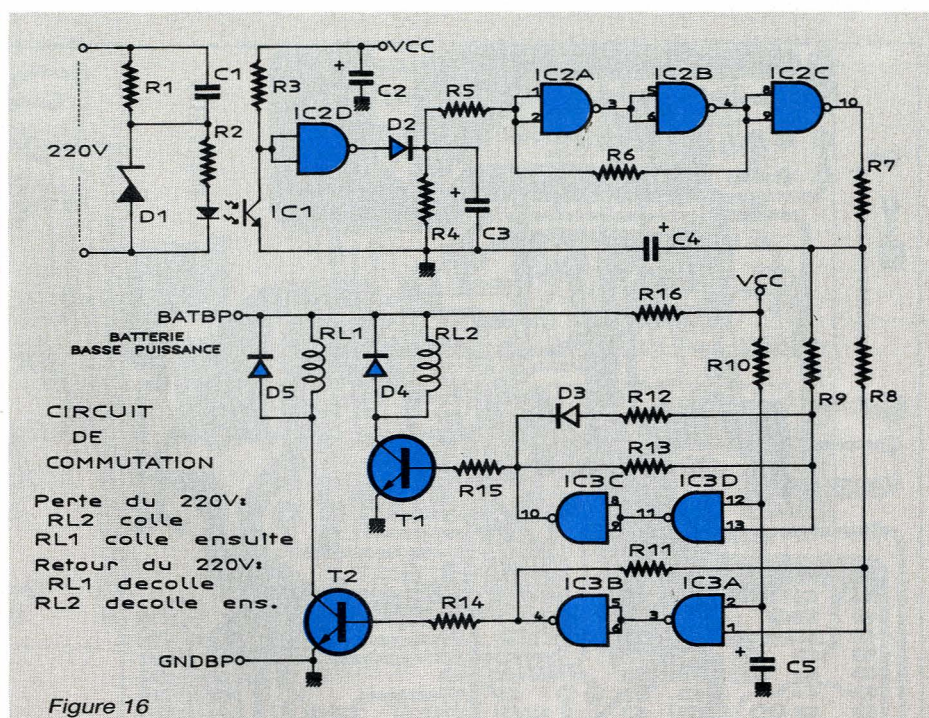 VCC
R1
C1
R3
C2
IC2D
R2
220V
D1
IC1
D2
R5
R4
C3
IC2A
1
2
3
IC2B
5
6
4
IC2C
8
9
10
R6
R7
C4
VCC
BATBP
BATTERIE
BASSE PUISSANCE
RL1
RL2
R16
R10
R9
R8
D5
D4
D3
R12
R13
R15
T1
IC3C
10
8
9
IC3D
11
12
13
R11
CIRCUIT
DE
COMMUTATION
Perte du 220V:
RL2 colle
RL1 colle ensuite
Retour du 220V:
RL1 decolle
RL2 decolle ens.
T2
R14
IC3B
4
5
6
IC3A
3
2
1
C5
GNDBP
Figure 16